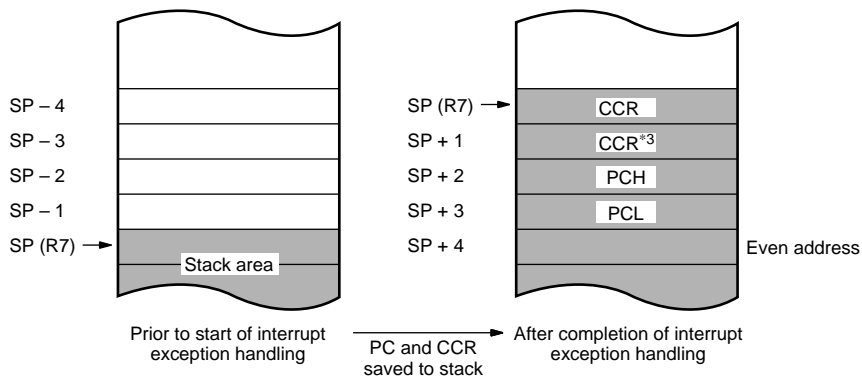 SP – 4
SP – 3
SP – 2
SP – 1
SP (R7)
Stack area
SP (R7)
SP + 1
SP + 2
SP + 3
SP + 4
CCR
CCR*3
PCH
PCL
Even address
Prior to start of interrupt
exception handling
PC and CCR
saved to stack
After completion of interrupt
exception handling